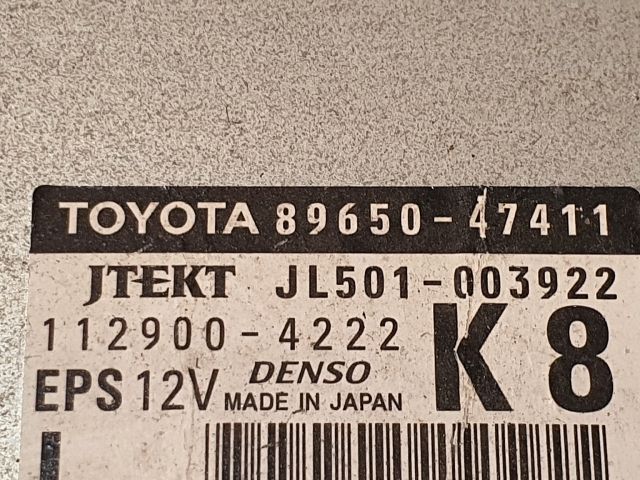 TOYOTA 89650-47411
JTEKT JL501-003922
112900-4222
EPS 12V DENSO K8
MADE IN JAPAN